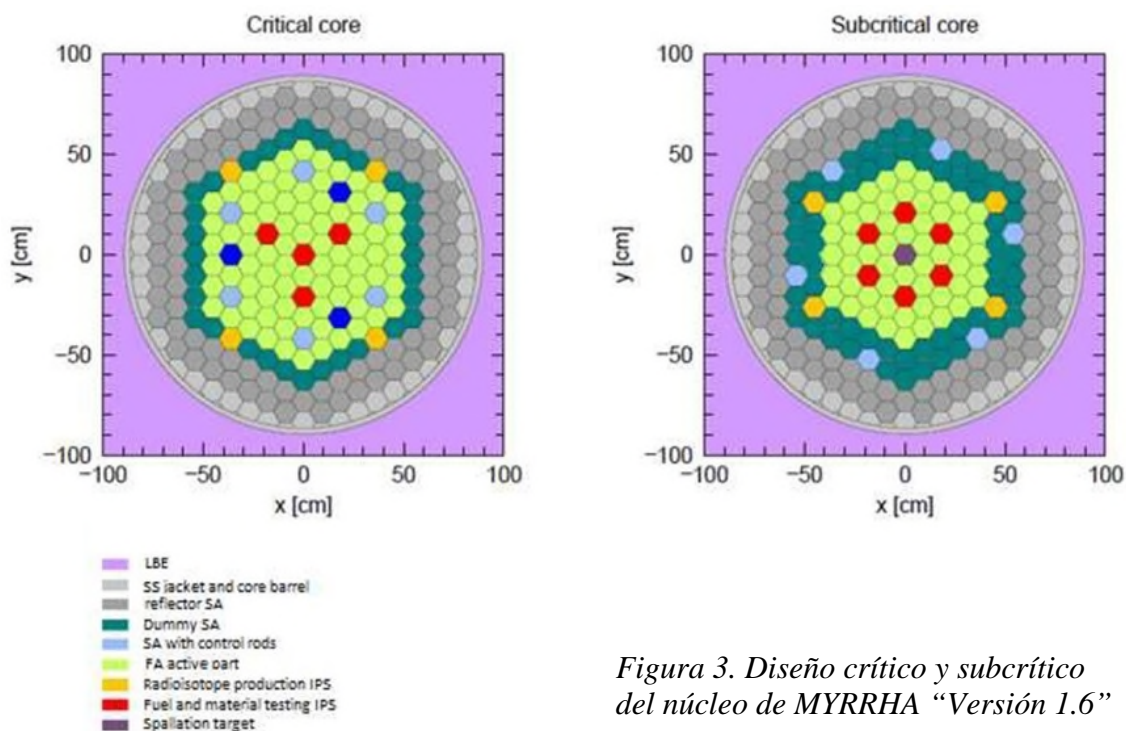 Critical core
Subcritical core
100
50
0
−50
−100
y [cm]
−100
−50
0
50
100
x [cm]
100
50
0
−50
−100
y [cm]
−100
−50
0
50
100
x [cm]
LBE
SS jacket and core barrel
reflector SA
Dummy SA
SA with control rods
FA active part
Radioisotope production IPS
Fuel and material testing IPS
Spallation target
Figura 3. Diseño crítico y subcrítico
del núcleo de MYRRHA “Versión 1.6”